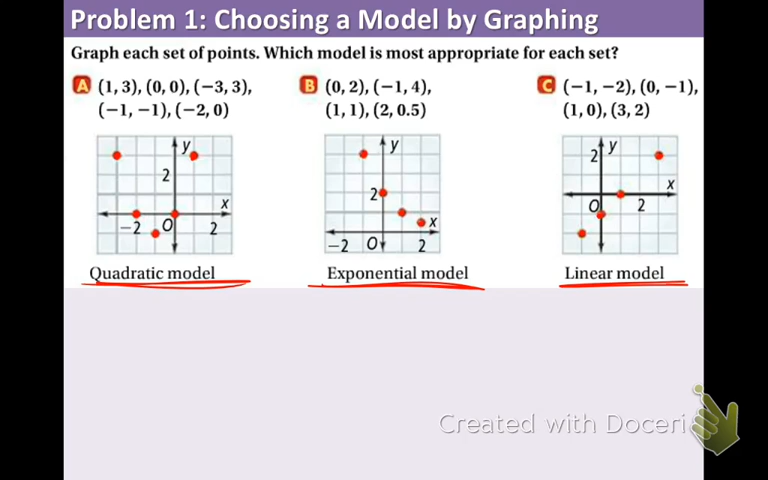 Problem 1: Choosing a Model by Graphing
Graph each set of points. Which model is most appropriate for each set?
A (1, 3), (0, 0), (−3, 3),
(−1, −1), (−2, 0)
B (0, 2), (−1, 4),
(1, 1), (2, 0.5)
C (−1, −2), (0, −1),
(1, 0), (3, 2)
y
2
x
−2 O 2
y
2
x
−2 O 2
2 y
x
O 2
Quadratic model
Exponential model
Linear model
Created with Doceri